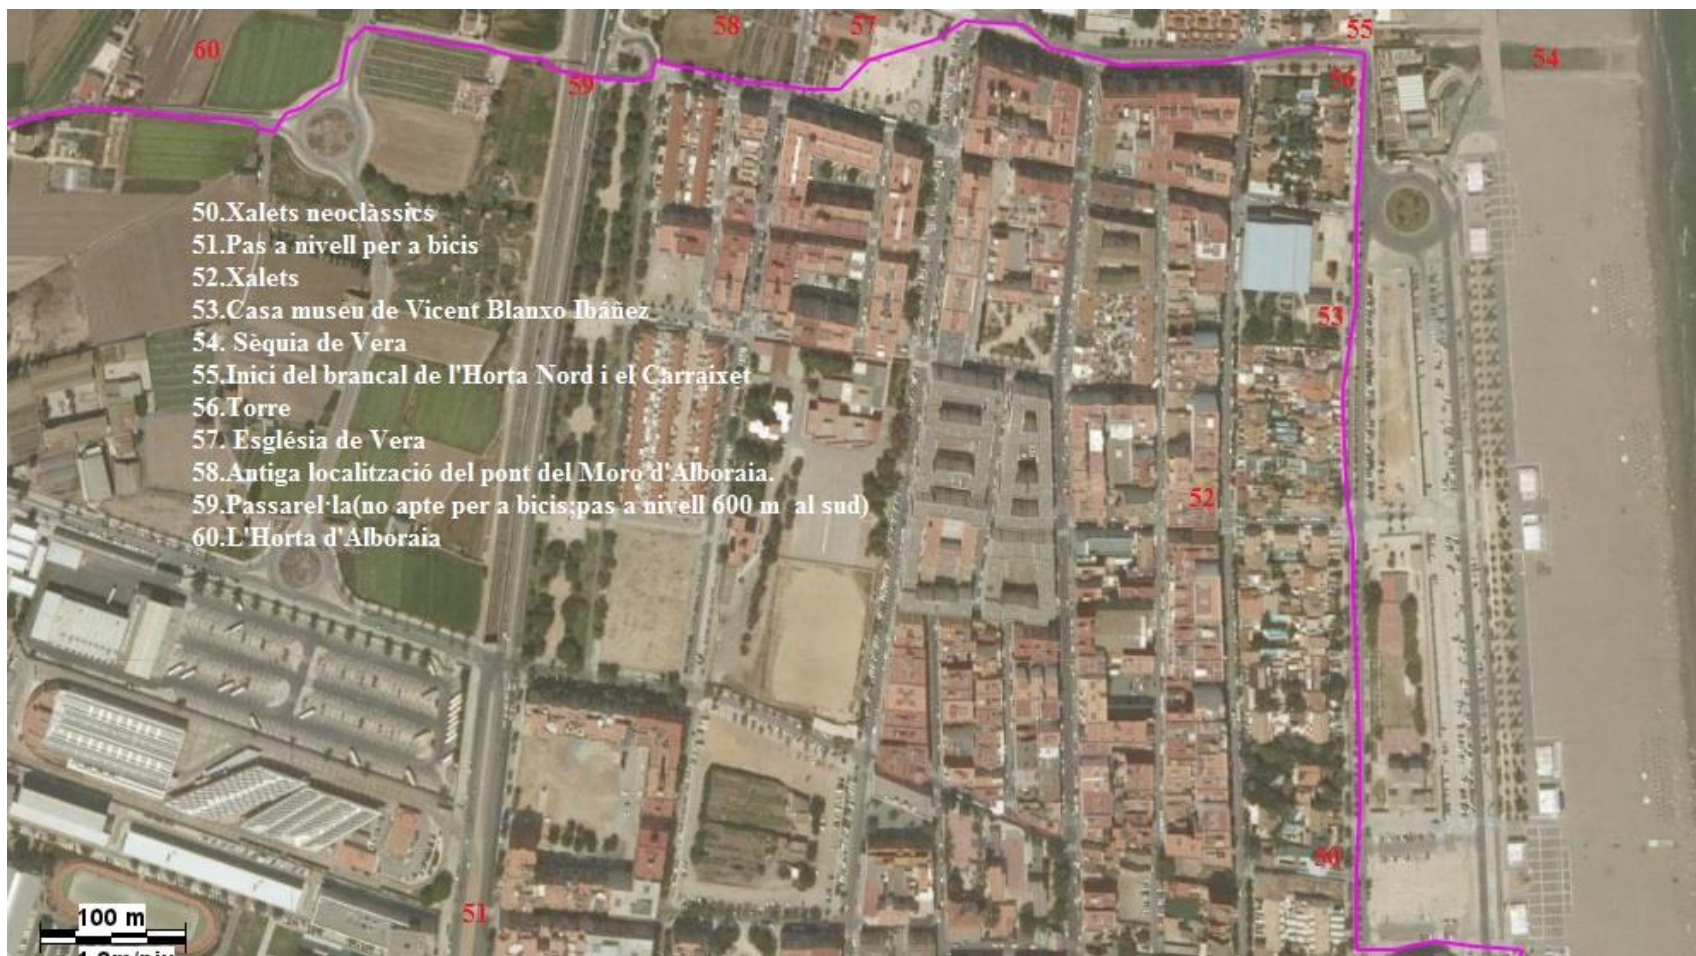 58
57
55
60
54
59
56
50.Xalets neoclàssics
51.Pas a nivell per a bicis
52.Xalets
53.Casa museu de Vicent Blanxo Ibáñez
53
54. Sèquia de Vera
55.Inici del brancal de l'Horta Nord i el Carraixet
56.Torre
57. Església de Vera
58.Antiga localització del pont del Moro d'Alboraia.
59.Passarel·la(no apte per a bicis;pas a nivell 600 m al sud)
52
60.L'Horta d'Alboraia
50
51
100 m